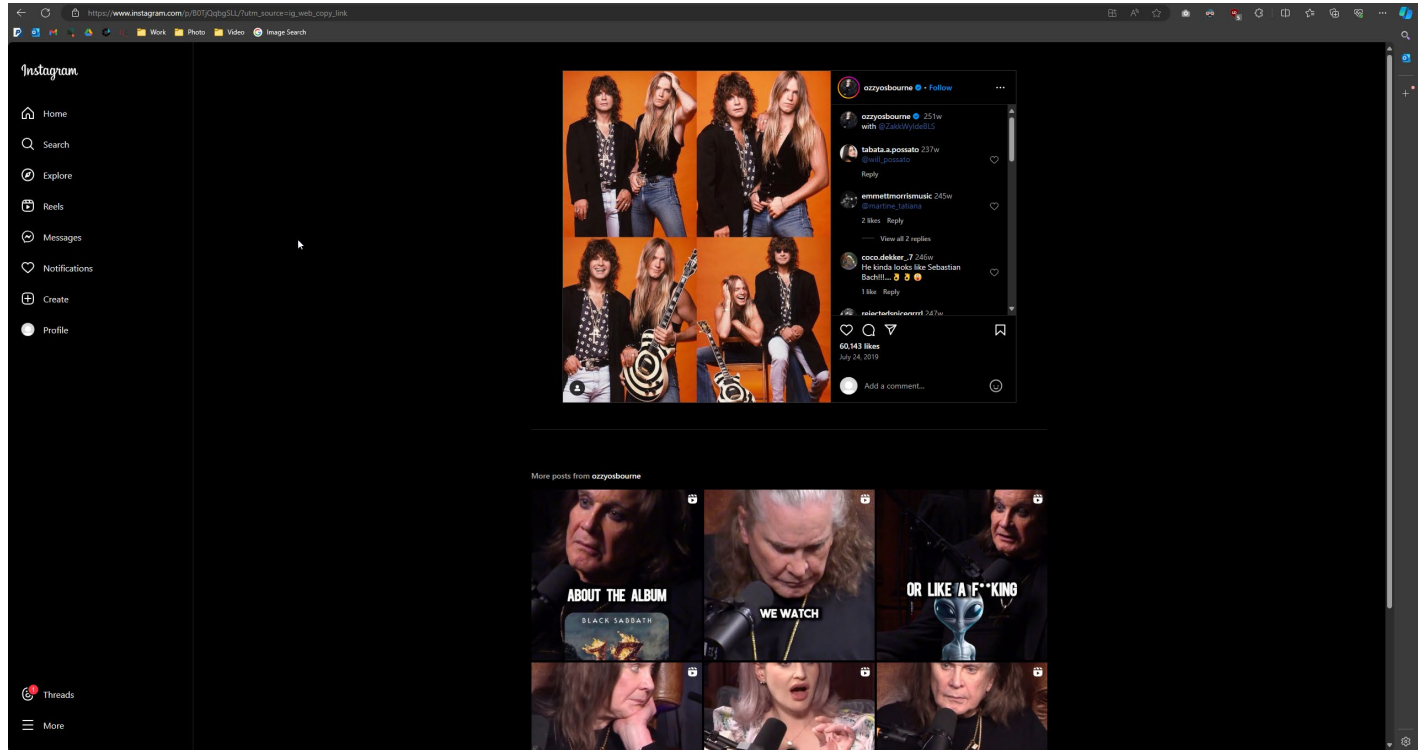 https://www.instagram.com/p/B0TjQqbgSLL/?utm_source=ig_web_copy_link
Work
Photo
Video
Image Search
Instagram
Home
Search
Explore
Reels
Messages
Notifications
Create
Profile
Threads
More
ozzyosbourne • Follow
ozzyosbourne 251w
with @ZakkWyldeBLS
tabata.a.possato 237w
@will_possato
Reply
emmettmorrismusic 245w
@martine_tatiana
2 likes Reply
View all 2 replies
coco.dekker_.7 246w
He kinda looks like Sebastian
Bach!!!....👌👌😱
1 like Reply
rejectedspicegrrrl 247w
60,143 likes
July 24, 2019
Add a comment...
More posts from ozzyosbourne
ABOUT THE ALBUM
BLACK SABBATH
WE WATCH
OR LIKE A F**KING